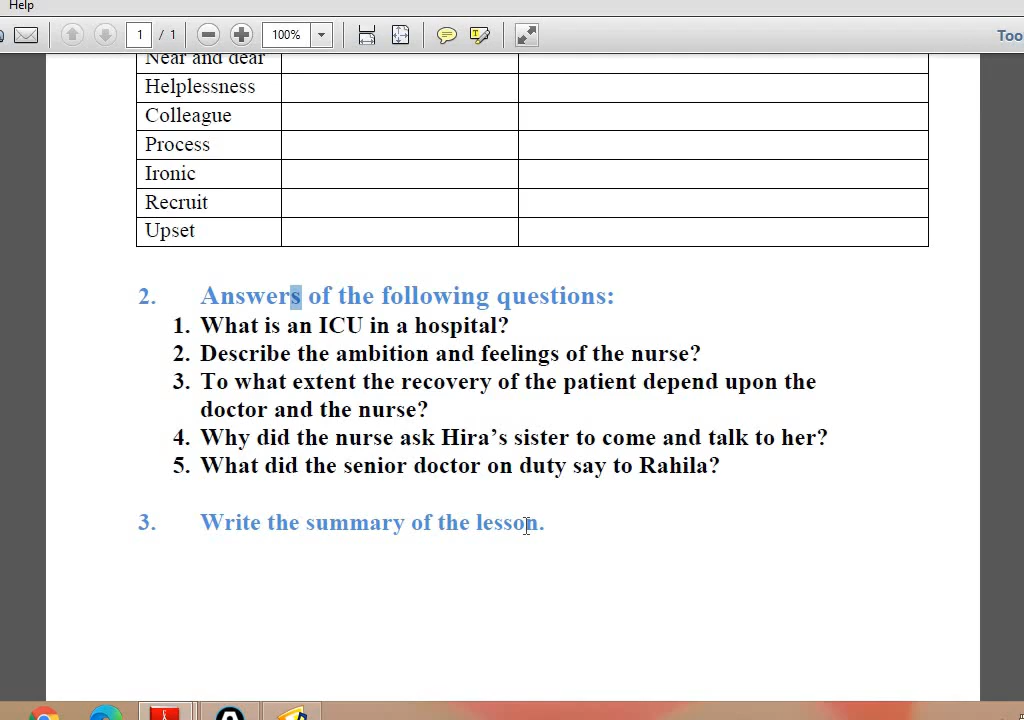 Help
1 / 1 100% Too
Near and dear
Helplessness
Colleague
Process
Ironic
Recruit
Upset
2. Answers of the following questions:
1. What is an ICU in a hospital?
2. Describe the ambition and feelings of the nurse?
3. To what extent the recovery of the patient depend upon the
doctor and the nurse?
4. Why did the nurse ask Hira's sister to come and talk to her?
5. What did the senior doctor on duty say to Rahila?
3. Write the summary of the lesson.